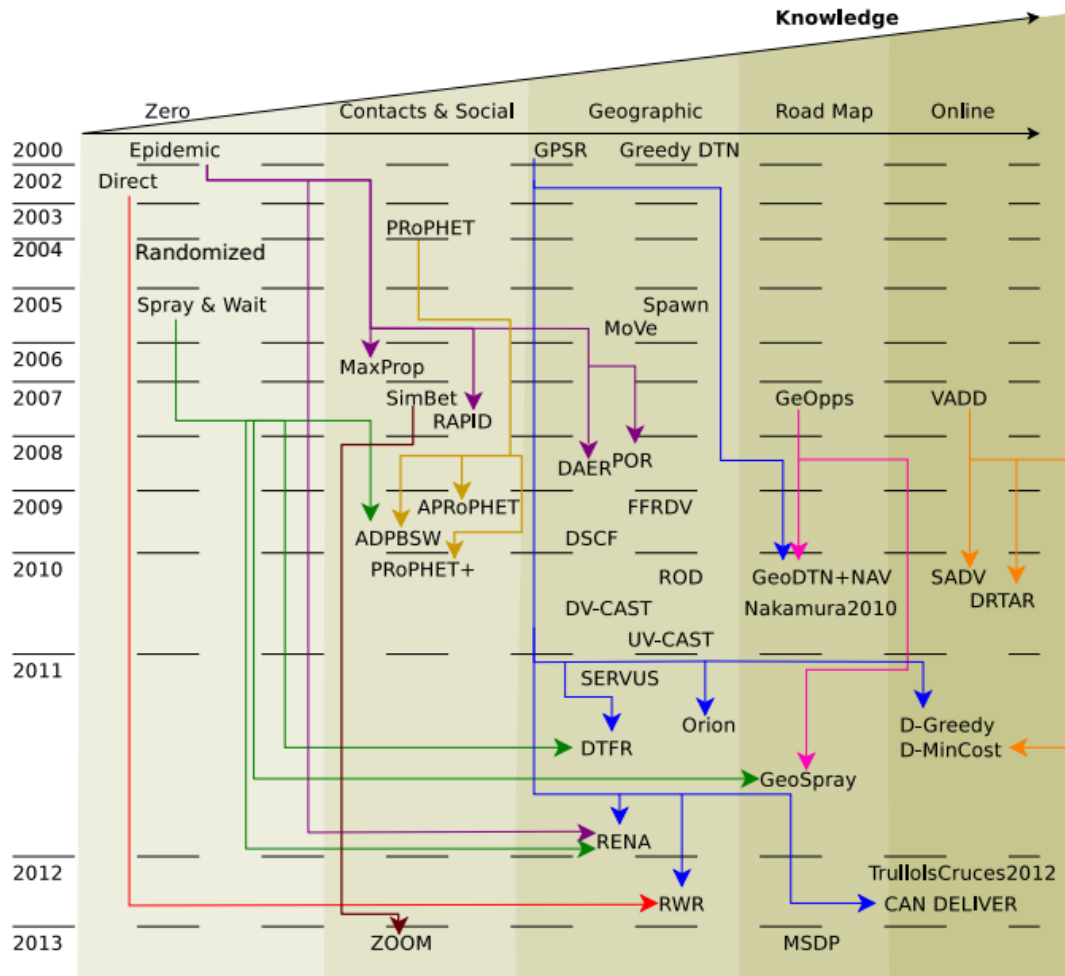 Knowledge
Zero Contacts & Social Geographic Road Map Online
2000 Epidemic GPSR Greedy DTN
2002 Direct
2003 PRoPHET
2004 Randomized
2005 Spray & Wait Spawn
MoVe
2006 MaxProp
2007 SimBet GeOpps VADD
RAPID
2008 DAER POR
2009 APRoPHET FFRDV
ADPBSW DSCF
2010 PRoPHET+ ROD GeoDTN+NAV SADV
DV-CAST Nakamura2010 DRTAR
UV-CAST
2011 SERVUS
Orion D-Greedy
DTFR D-MinCost
GeoSpray
RENA
2012 TrullolsCruces2012
RWR CAN DELIVER
2013 ZOOM MSDP